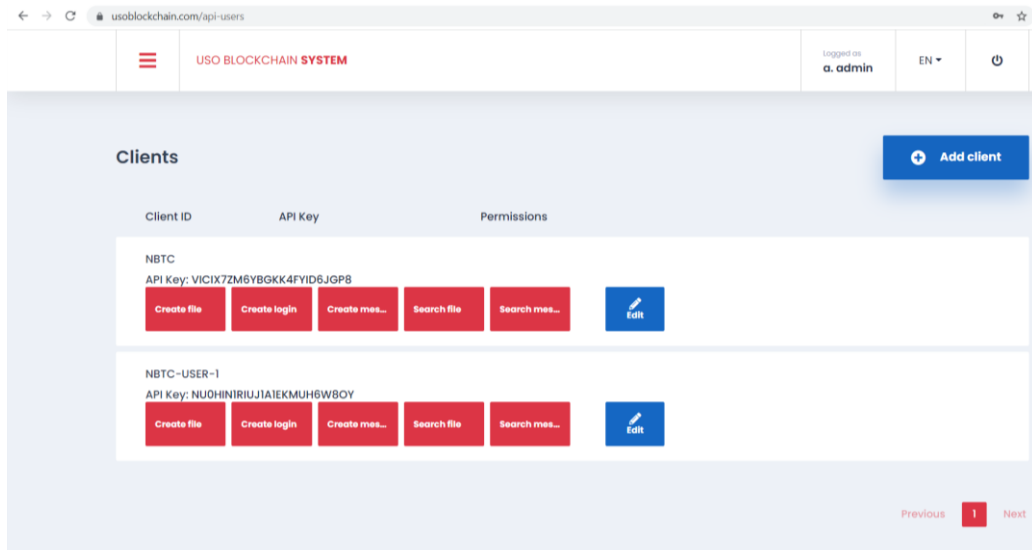 usoblockchain.com/api-users
USO BLOCKCHAIN SYSTEM
Logged as
a. admin
EN
Clients
Add client
Client ID API Key Permissions
NBTC
API Key: VICIX7ZM6YBGKK4FYID6JGP8
Create file Create login Create mes... Search file Search mes... Edit
NBTC-USER-1
API Key: NU0HIN1RIUJ1A1EKMUH6W8OY
Create file Create login Create mes... Search file Search mes... Edit
Previous 1 Next